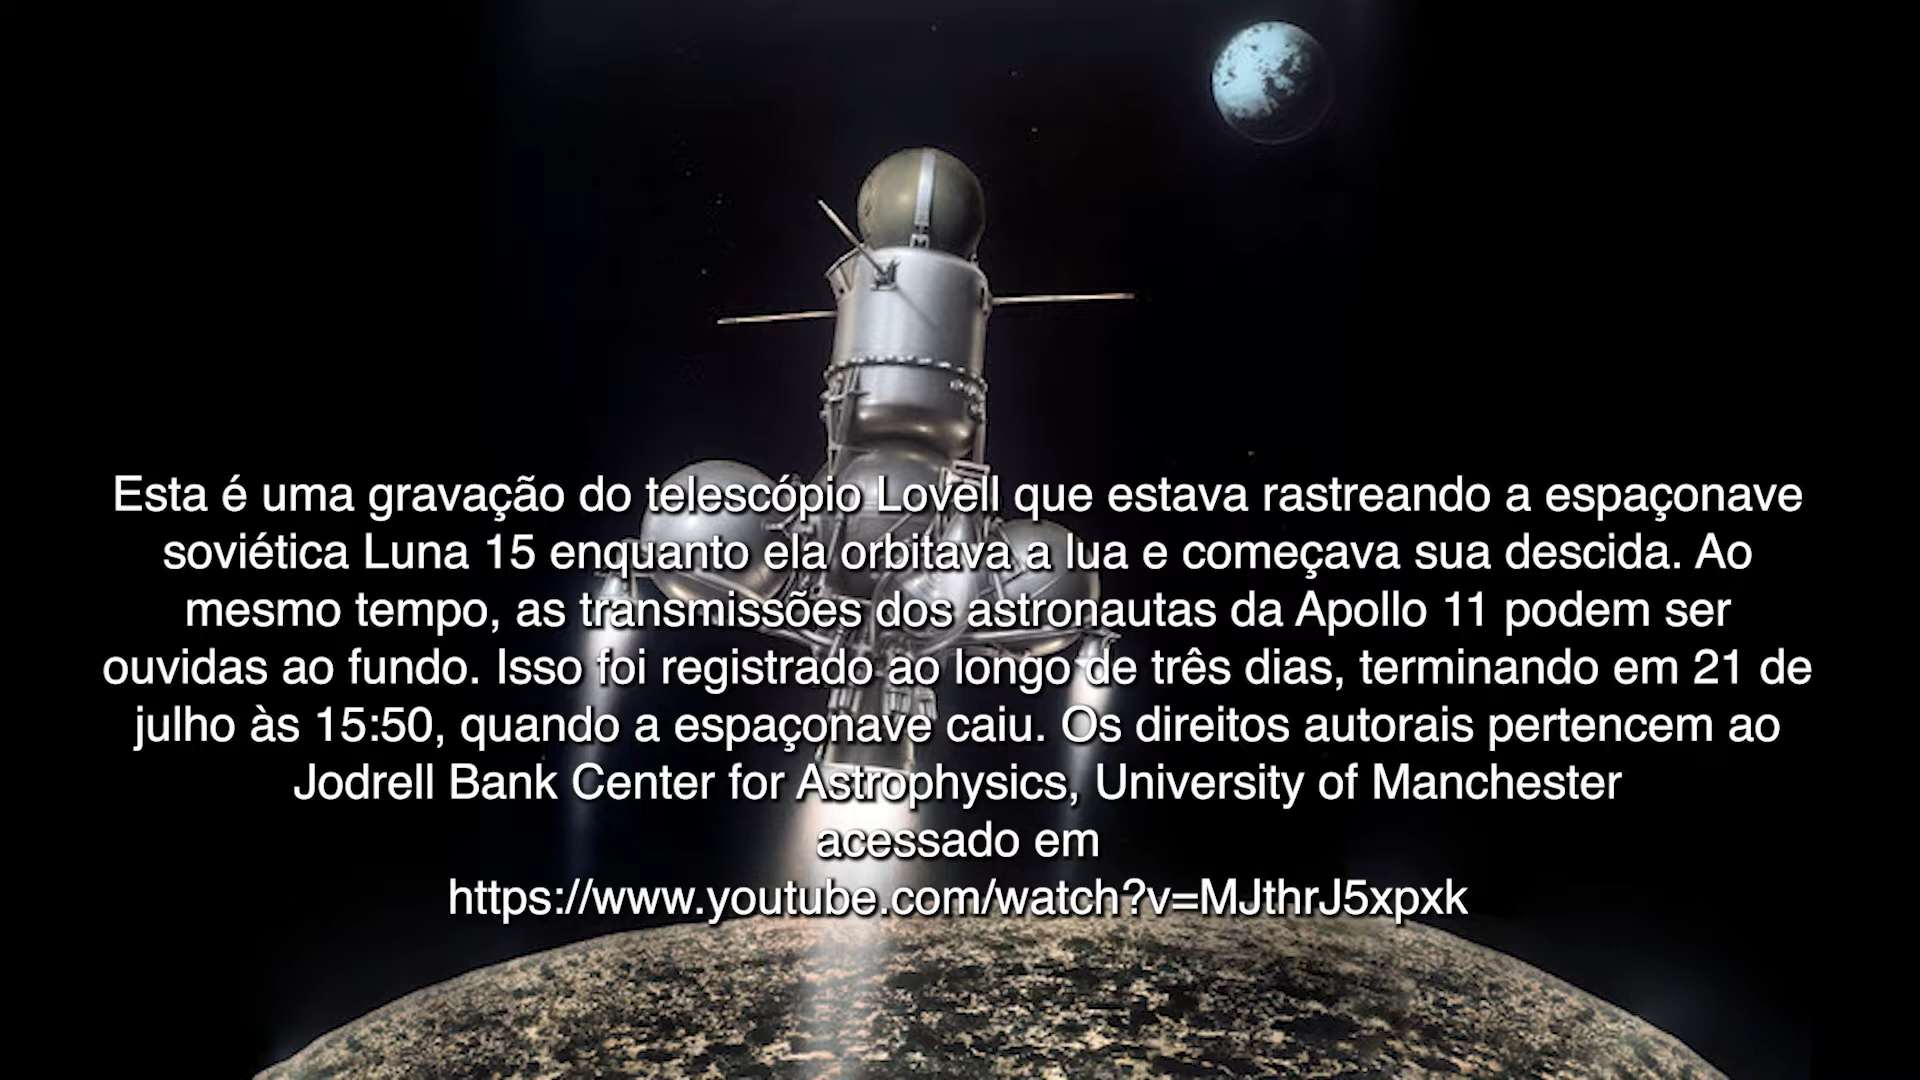 Esta é uma gravação do telescópio Lovell que estava rastreando a espaçonave
soviética Luna 15 enquanto ela orbitava a lua e começava sua descida. Ao
mesmo tempo, as transmissões dos astronautas da Apollo 11 podem ser
ouvidas ao fundo. Isso foi registrado ao longo de três dias, terminando em 21 de
julho às 15:50, quando a espaçonave caiu. Os direitos autorais pertencem ao
Jodrell Bank Center for Astrophysics, University of Manchester
acessado em
https://www.youtube.com/watch?v=MJthrJ5xpxk